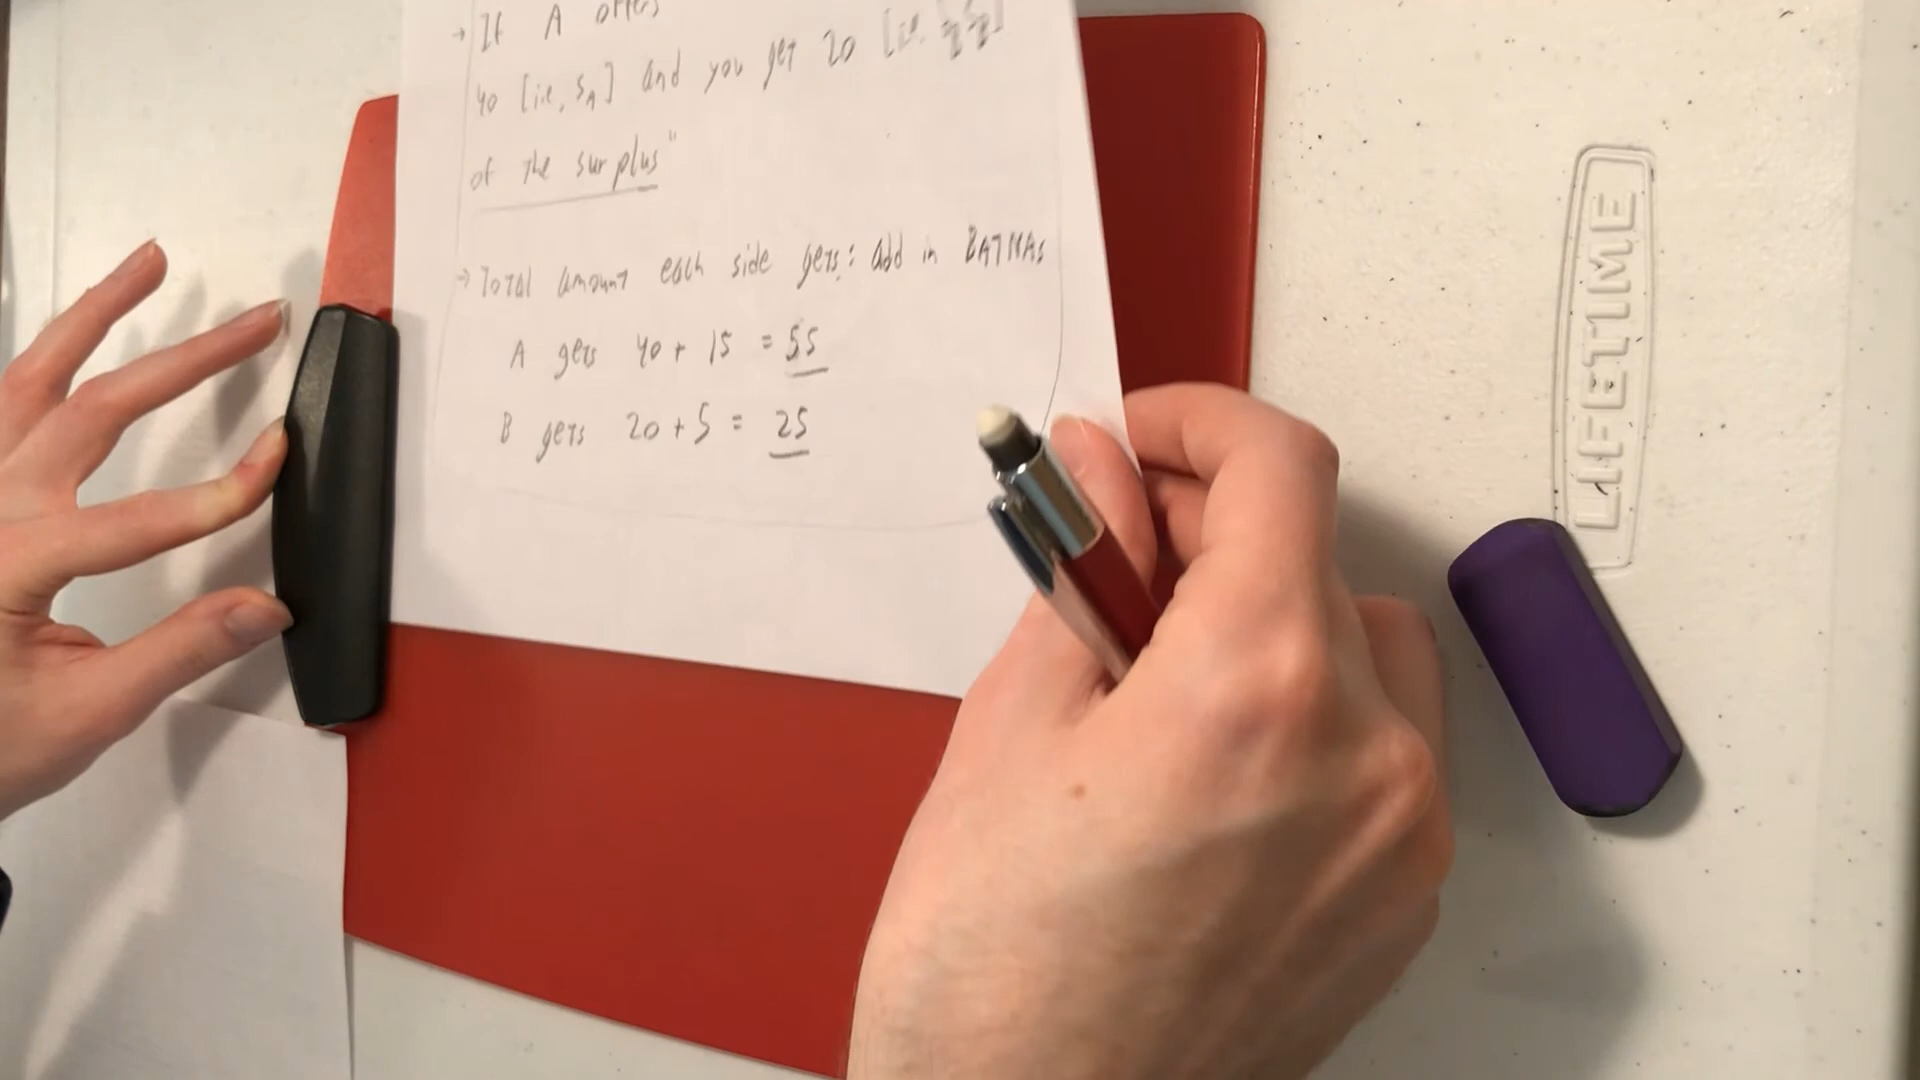 → If A offers
40 [i.e, SA] and you get 20 [i.e.
of the surplus"
→ Total amount each side gets: add in BATNAs
A gets 40 + 15 = 55
B gets 20 + 5 = 25
LIFETIME